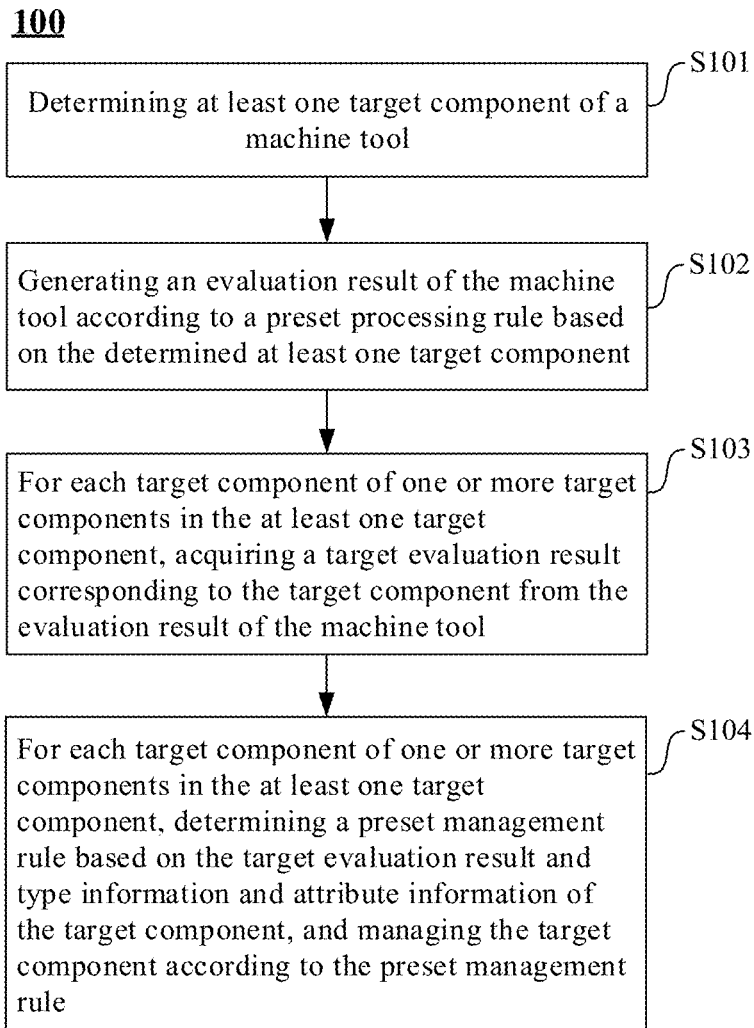 100
S101
Determining at least one target component of a
machine tool
S102
Generating an evaluation result of the machine
tool according to a preset processing rule based
on the determined at least one target component
S103
For each target component of one or more target
components in the at least one target
component, acquiring a target evaluation result
corresponding to the target component from the
evaluation result of the machine tool
S104
For each target component of one or more target
components in the at least one target
component, determining a preset management
rule based on the target evaluation result and
type information and attribute information of
the target component, and managing the target
component according to the preset management
rule